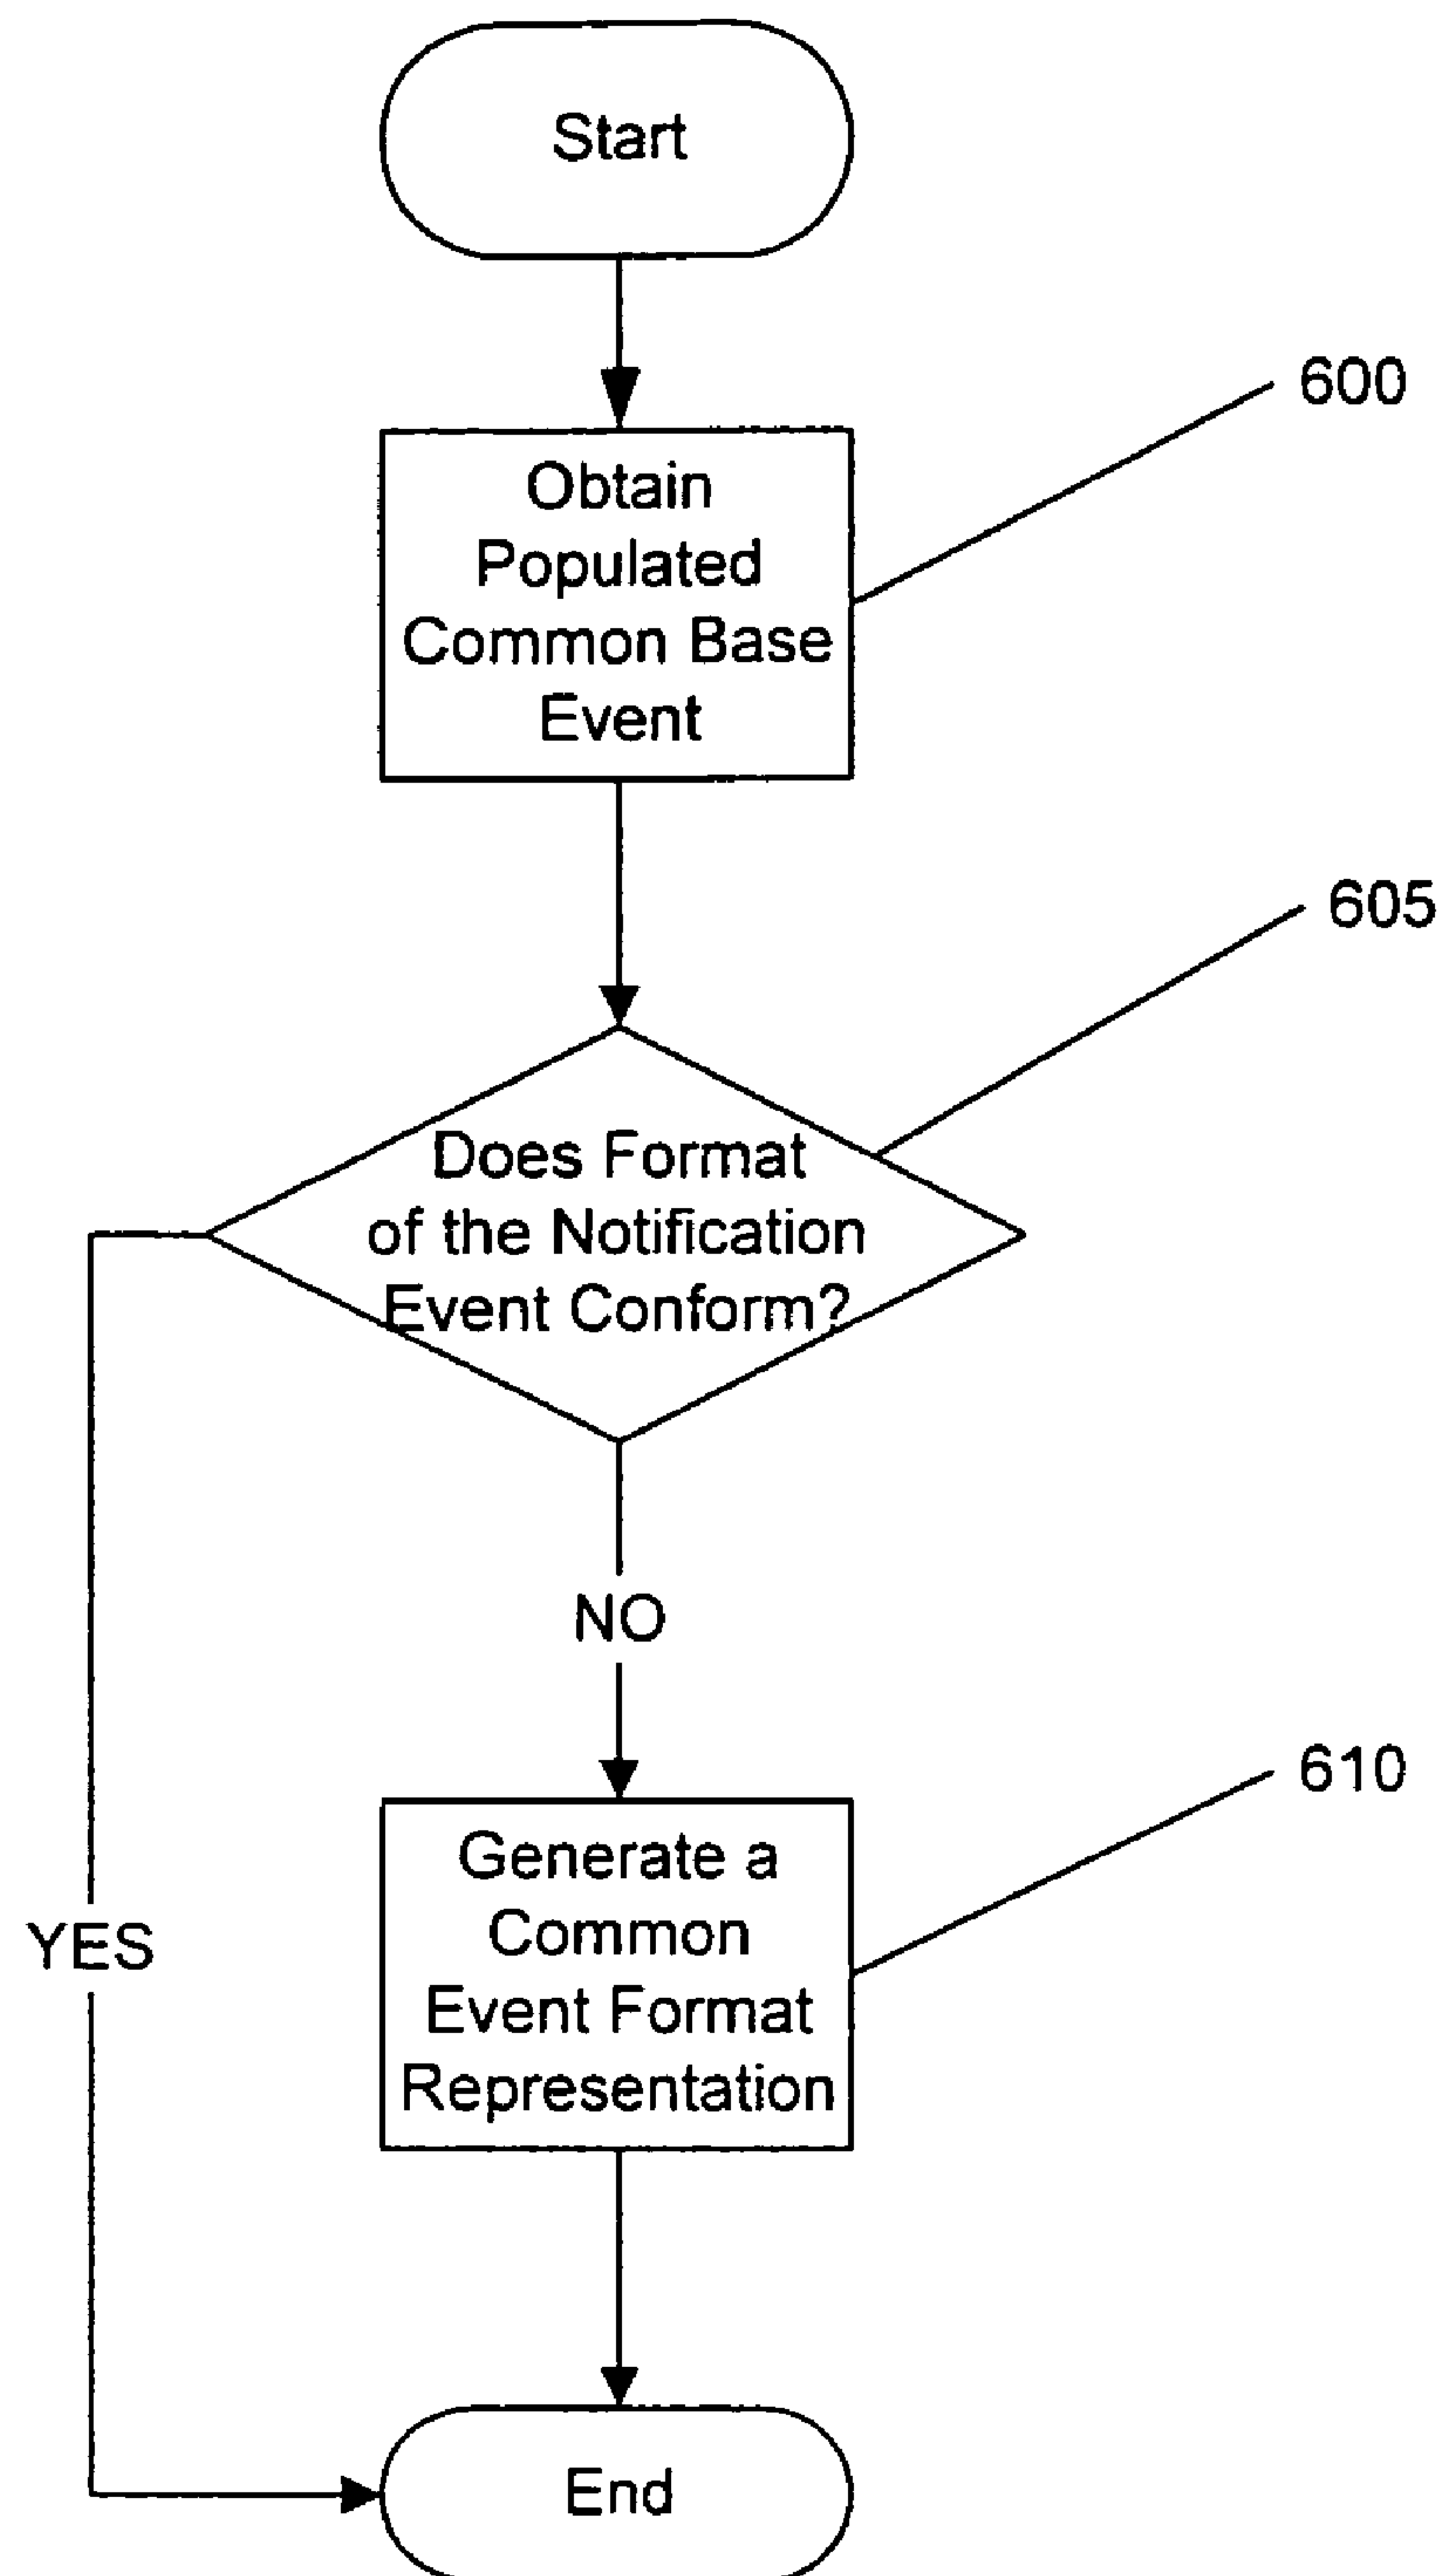 Start
600
Obtain
Populated
Common Base
Event
605
Does Format
of the Notification
Event Conform?
NO
610
Generate a
Common
Event Format
Representation
YES
End